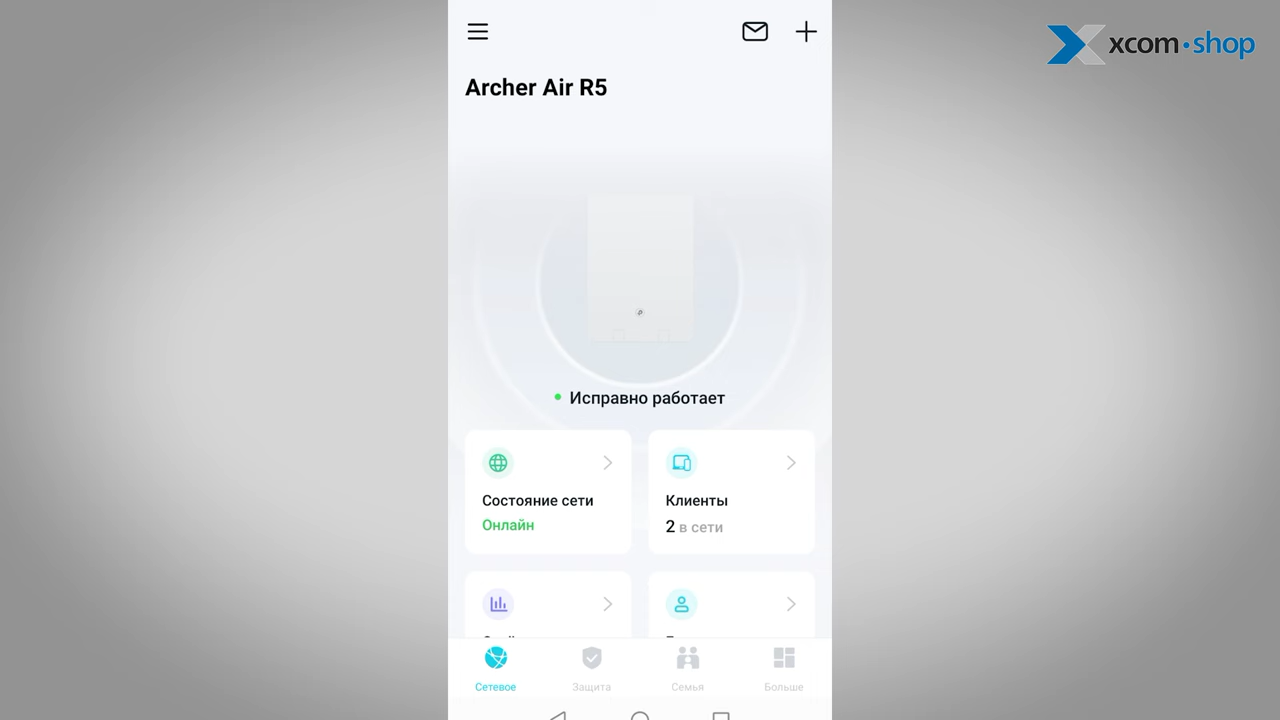 xcom·shop
Archer Air R5
Исправно работает
Состояние сети
Онлайн
Клиенты
2 в сети
Сетевое
Защита
Семья
Больше